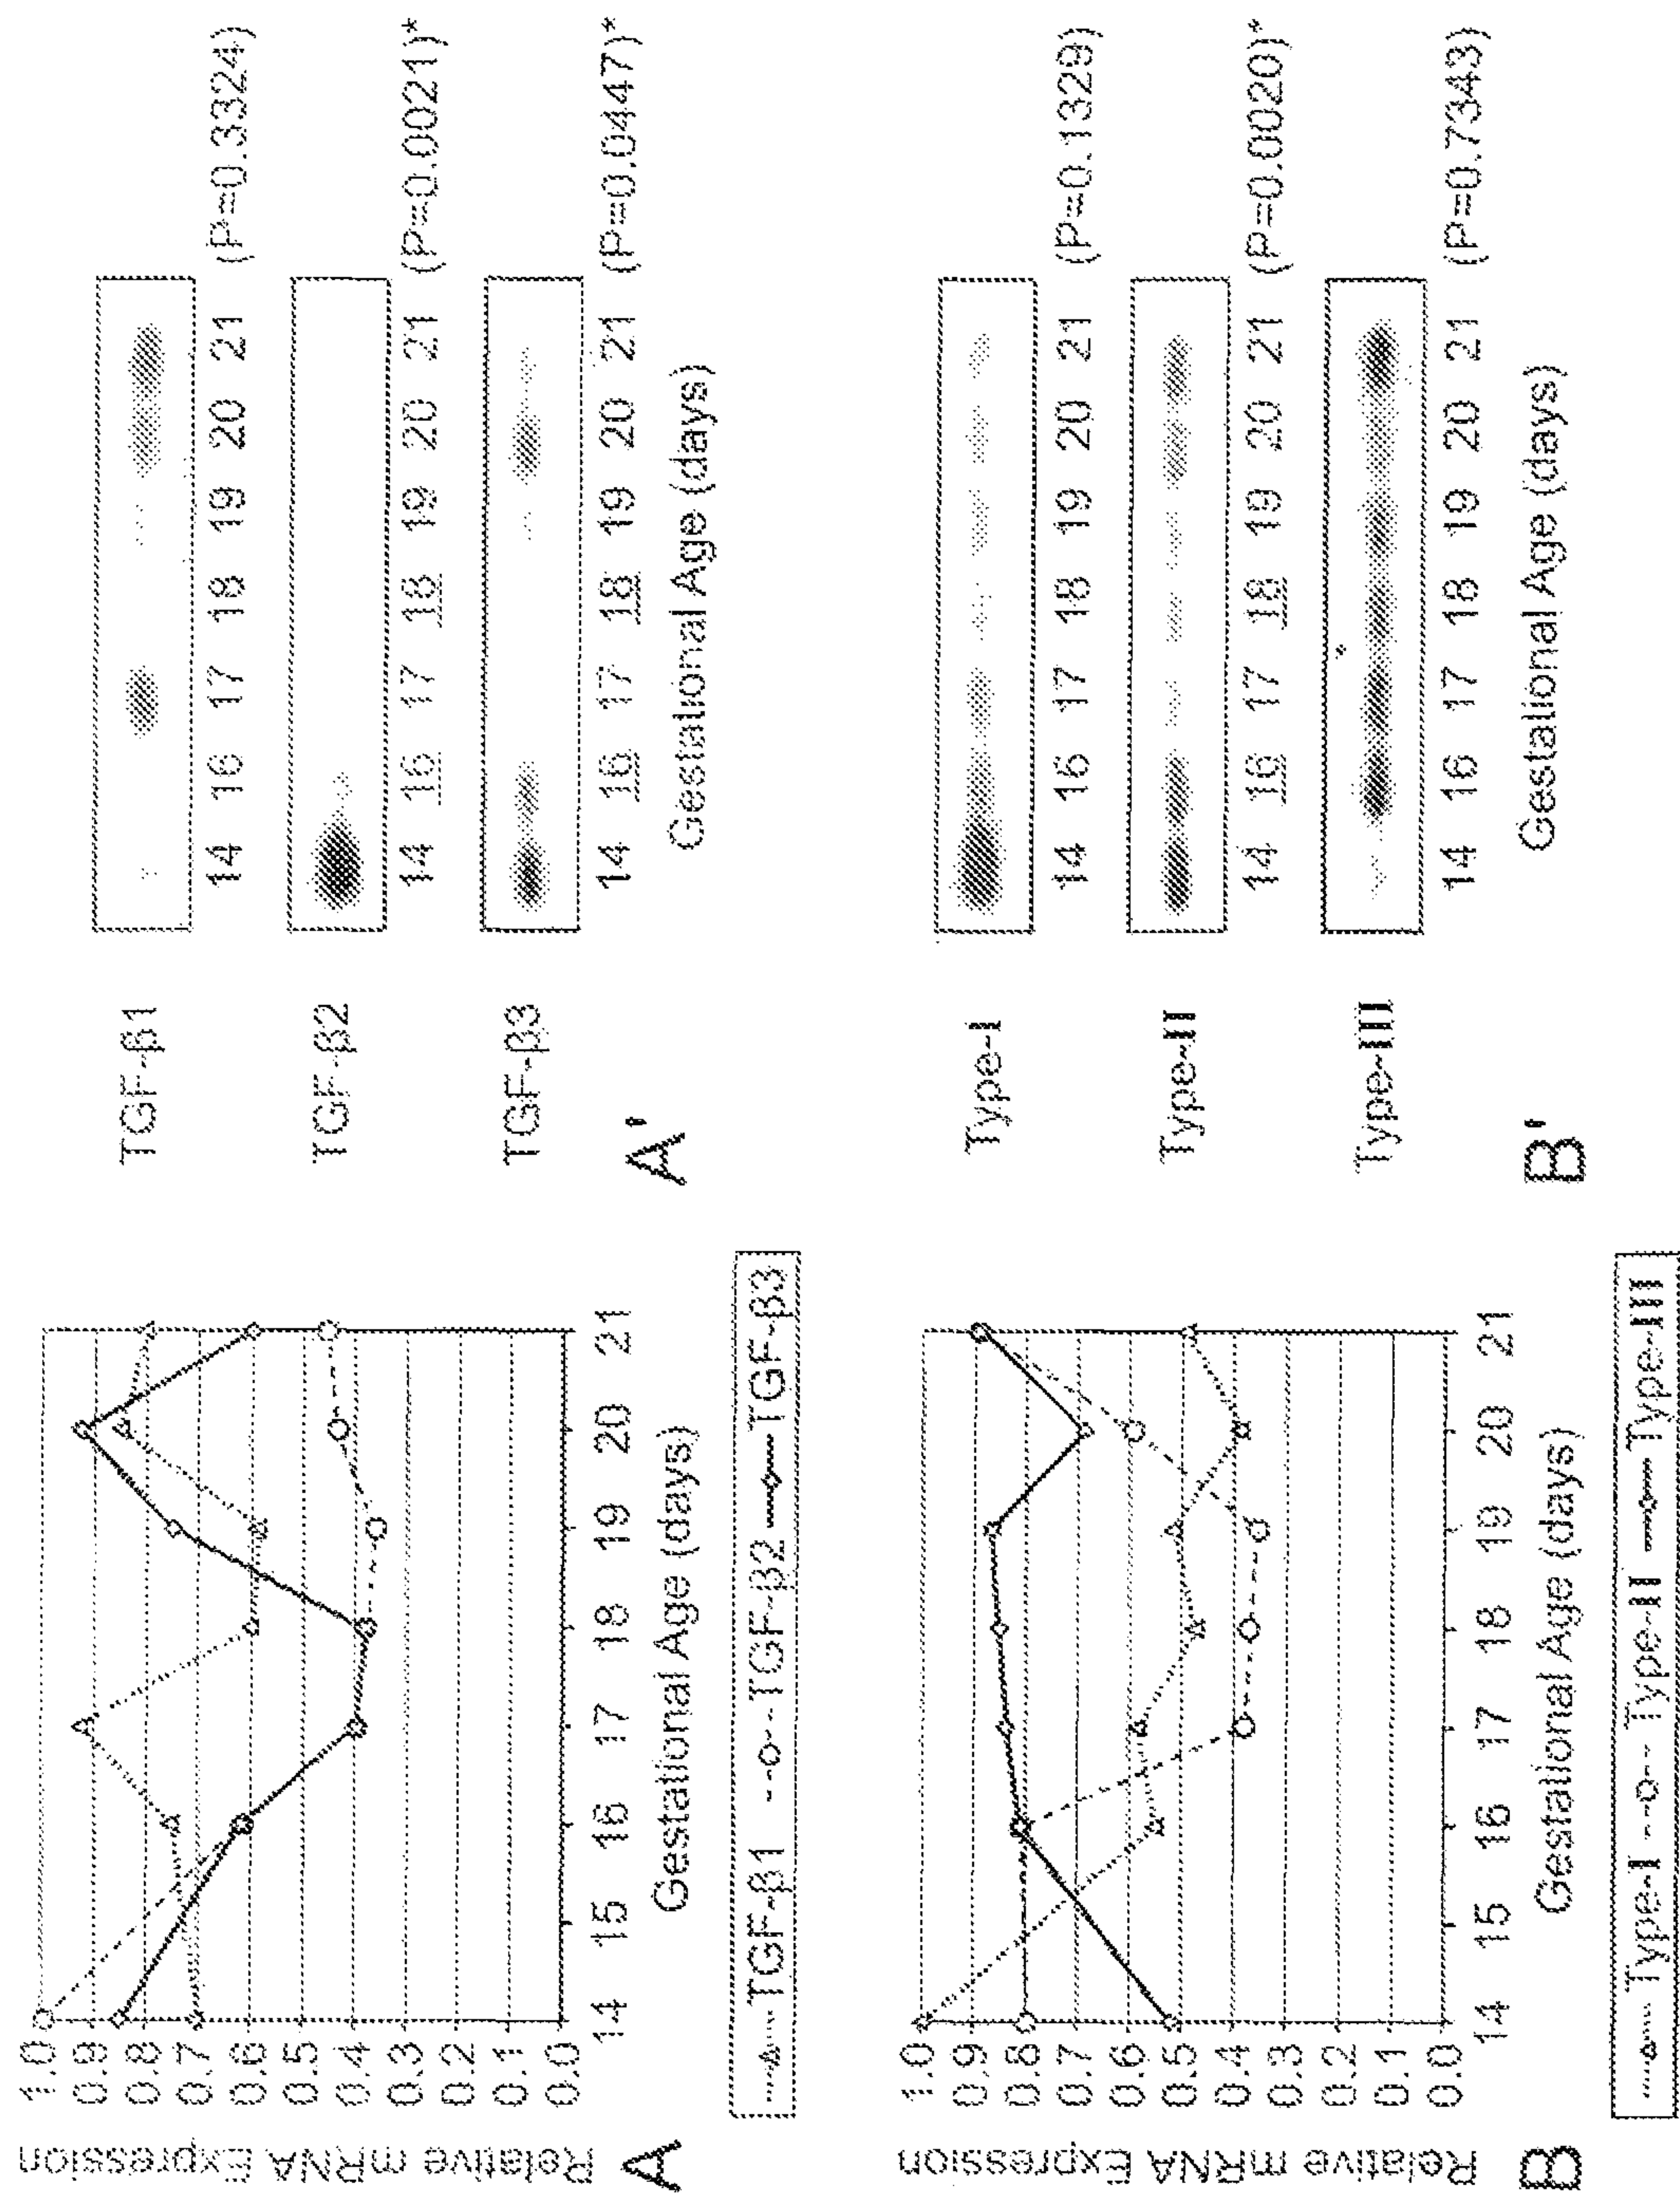 Relative mRNA Expression
1.0
0.9
0.8
0.7
0.6
0.5
0.4
0.3
0.2
0.1
0.0
14 15 16 17 18 19 20 21
Gestational Age (days)
A
TGF-β1 TGF-β2 TGF-β3
TGF-β1
14 16 17 18 19 20 21 (P=0.3324)
TGF-β2
14 16 17 18 19 20 21 (P=0.0021)*
TGF-β3
14 16 17 18 19 20 21 (P=0.0447)*
Gestational Age (days)
A'
Relative mRNA Expression
1.0
0.9
0.8
0.7
0.6
0.5
0.4
0.3
0.2
0.1
0.0
14 15 16 17 18 19 20 21
Gestational Age (days)
B
Type-I Type-II Type-III
Type-I
14 16 17 18 19 20 21 (P=0.1329)
Type-II
14 16 17 18 19 20 21 (P=0.0020)*
Type-III
14 16 17 18 19 20 21 (P=0.7343)
Gestational Age (days)
B'